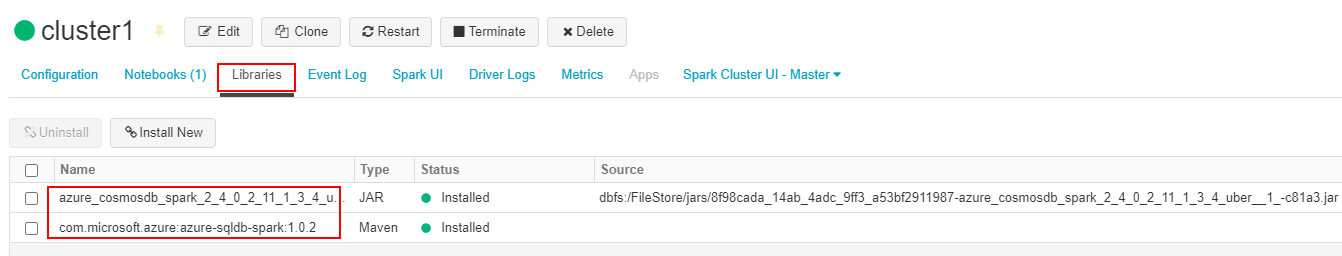 cluster1 Edit Clone Restart Terminate Delete
Configuration Notebooks (1) Libraries Event Log Spark UI Driver Logs Metrics Apps Spark Cluster UI - Master
Uninstall Install New
Name Type Status Source
azure_cosmosdb_spark_2_4_0_2_11_1_3_4_u... JAR Installed dbfs:/FileStore/jars/8f98cada_14ab_4adc_9ff3_a53bf2911987-azure_cosmosdb_spark_2_4_0_2_11_1_3_4_uber__1_-c81a3.jar
com.microsoft.azure:azure-sqldb-spark:1.0.2 Maven Installed